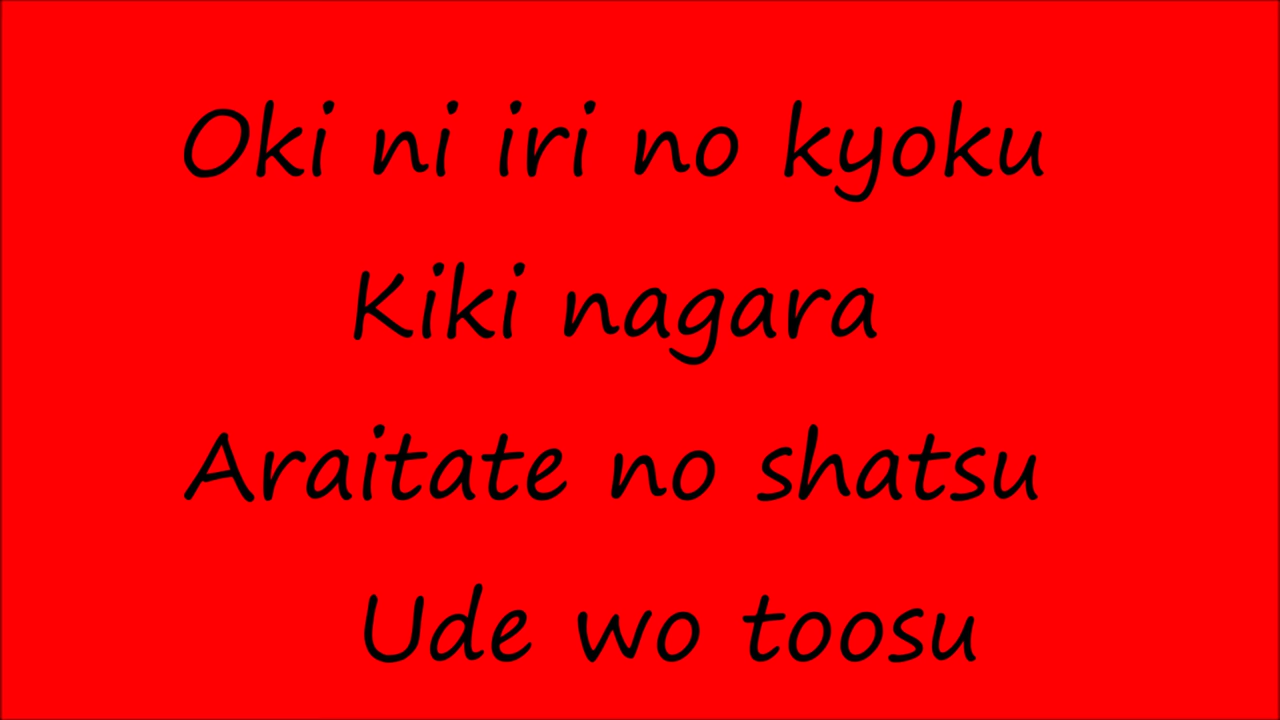 Oki ni iri no kyoku
Kiki nagara
Araitate no shatsu
Ude wo toosu